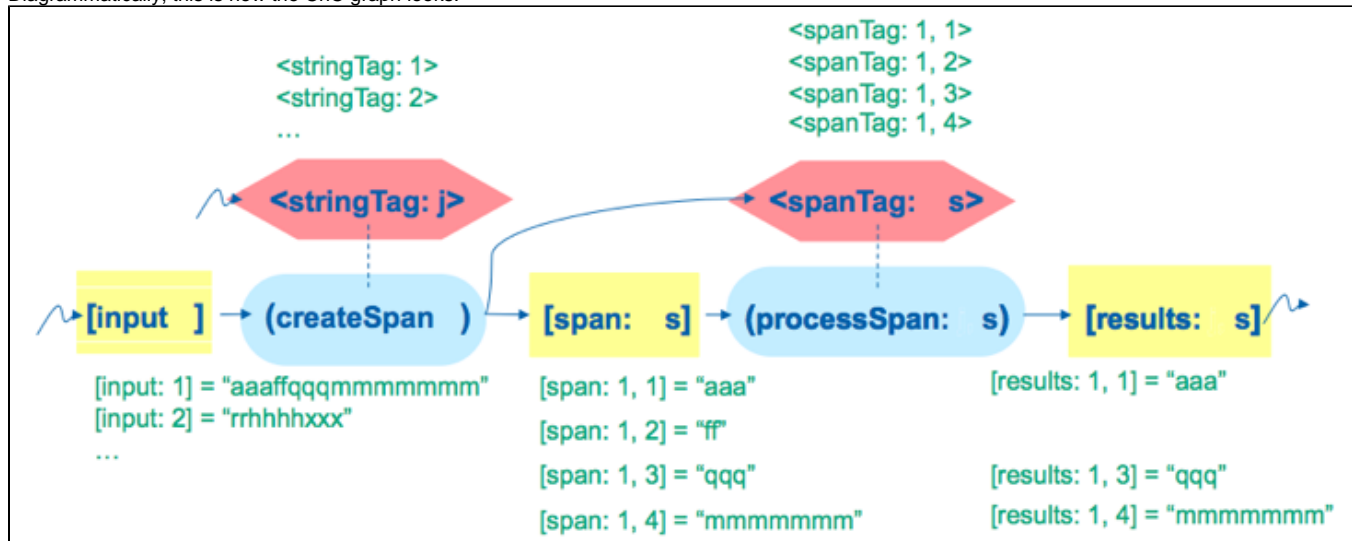 <spanTag: 1, 1>
<stringTag: 1>
<spanTag: 1, 2>
<stringTag: 2>
<spanTag: 1, 3>
…
<spanTag: 1, 4>
<stringTag: j>
<spanTag: s>
[input ]
(createSpan )
[span: s]
(processSpan: s)
[results: s]
[input: 1] = “aaaffqqqmmmmmmm”
[input: 2] = “rrhhhhxxx”
…
[span: 1, 1] = “aaa”
[span: 1, 2] = “ff”
[span: 1, 3] = “qqq”
[span: 1, 4] = “mmmmmmm”
[results: 1, 1] = “aaa”
[results: 1, 3] = “qqq”
[results: 1, 4] = “mmmmmmm”